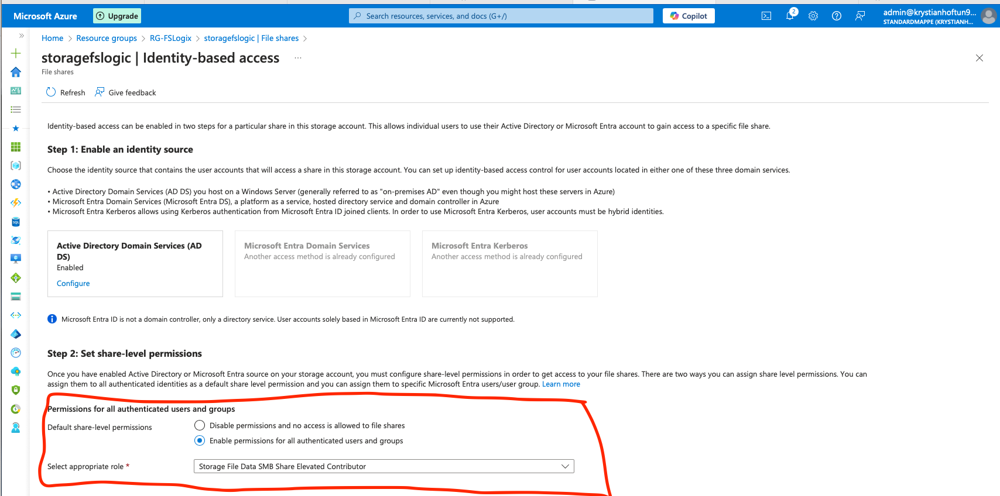 Microsoft Azure
Upgrade
Search resources, services, and docs (G+/)
Copilot
2
admin@krystianhoftun9...
STANDARDMAPPE (KRYSTIANH...
Home > Resource groups > RG-FSLogix > storagefslogic | File shares >
storagefslogic | Identity-based access ...
File shares
Refresh
Give feedback
Identity-based access can be enabled in two steps for a particular share in this storage account. This allows individual users to use their Active Directory or Microsoft Entra account to gain access to a specific file share.
Step 1: Enable an identity source
Choose the identity source that contains the user accounts that will access a share in this storage account. You can set up identity-based access control for user accounts located in either one of these three domain services.
• Active Directory Domain Services (AD DS) you host on a Windows Server (generally referred to as "on-premises AD" even though you might host these servers in Azure)
• Microsoft Entra Domain Services (Microsoft Entra DS), a platform as a service, hosted directory service and domain controller in Azure
• Microsoft Entra Kerberos allows using Kerberos authentication from Microsoft Entra ID joined clients. In order to use Microsoft Entra Kerberos, user accounts must be hybrid identities.
Active Directory Domain Services (AD
DS)
Enabled
Configure
Microsoft Entra Domain Services
Another access method is already configured
Microsoft Entra Kerberos
Another access method is already configured
Microsoft Entra ID is not a domain controller, only a directory service. User accounts solely based in Microsoft Entra ID are currently not supported.
Step 2: Set share-level permissions
Once you have enabled Active Directory or Microsoft Entra source on your storage account, you must configure share-level permissions in order to get access to your file shares. There are two ways you can assign share level permissions. You can
assign them to all authenticated identities as a default share level permission and you can assign them to specific Microsoft Entra users/user group. Learn more
Permissions for all authenticated users and groups
Default share-level permissions
Disable permissions and no access is allowed to file shares
Enable permissions for all authenticated users and groups
Select appropriate role *
Storage File Data SMB Share Elevated Contributor